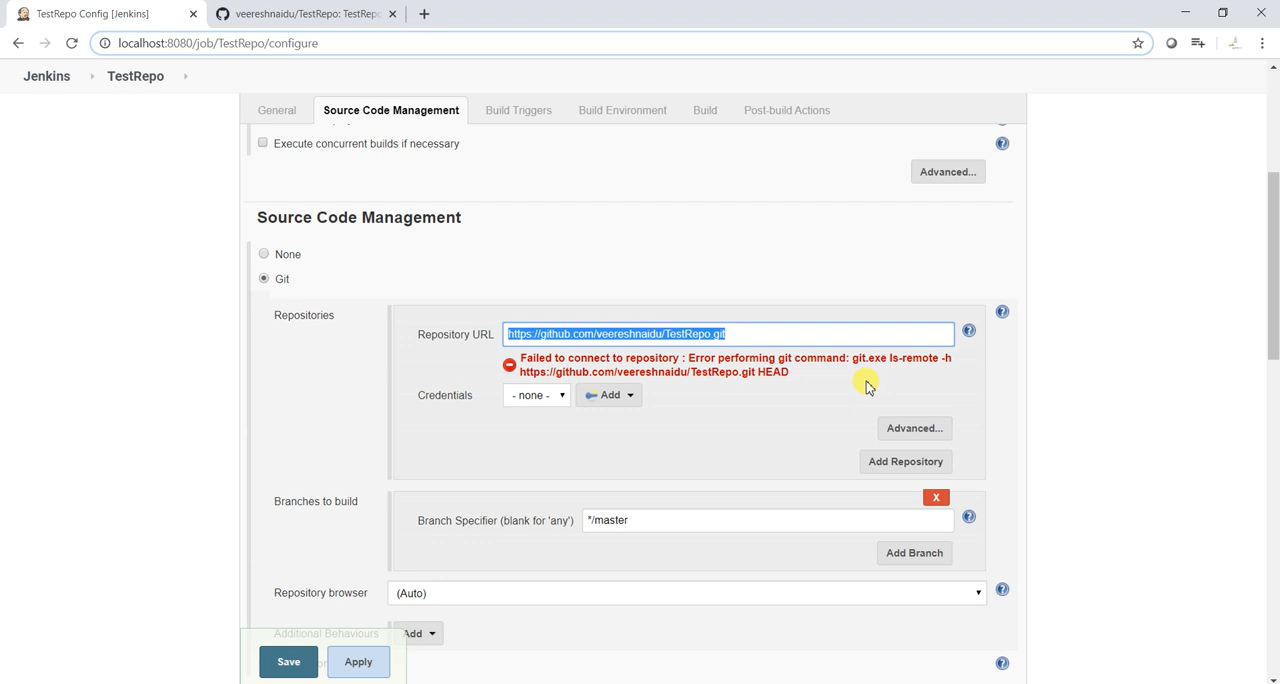 TestRepo Config [Jenkins]
veereshnaidu/TestRepo: TestRepo
localhost:8080/job/TestRepo/configure
Jenkins TestRepo
General Source Code Management Build Triggers Build Environment Build Post-build Actions
Execute concurrent builds if necessary
Advanced...
Source Code Management
None
Git
Repositories
Repository URL https://github.com/veereshnaidu/TestRepo.git
Failed to connect to repository : Error performing git command: git.exe ls-remote -h
https://github.com/veereshnaidu/TestRepo.git HEAD
Credentials - none - Add
Advanced...
Add Repository
Branches to build
X
Branch Specifier (blank for 'any') */master
Add Branch
Repository browser (Auto)
Additional Behaviours Add
Save Apply